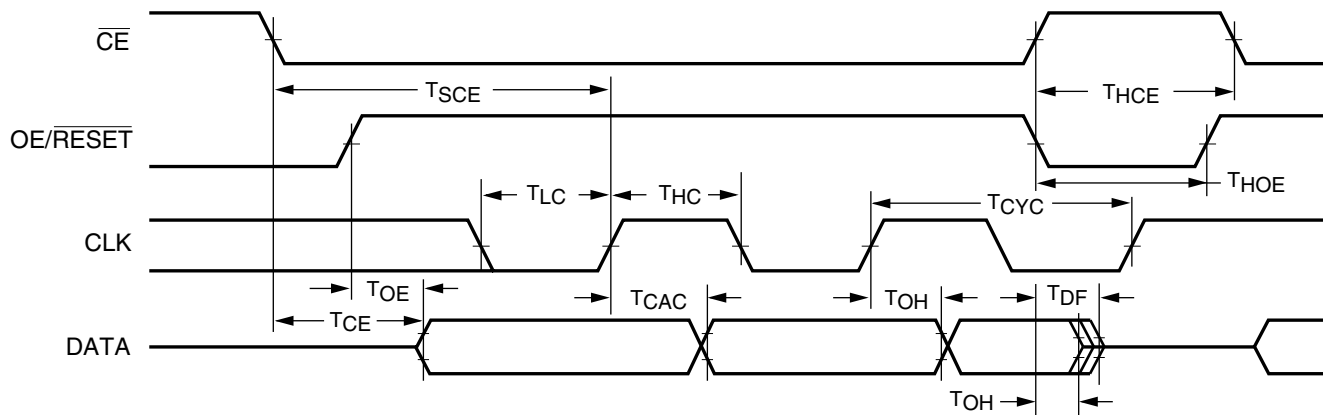 CE
TSCE
THCE
OE/RESET
TLC
THC
TCYC
THOE
CLK
TOE
TCAC
TOH
TDF
TCE
DATA
TOH